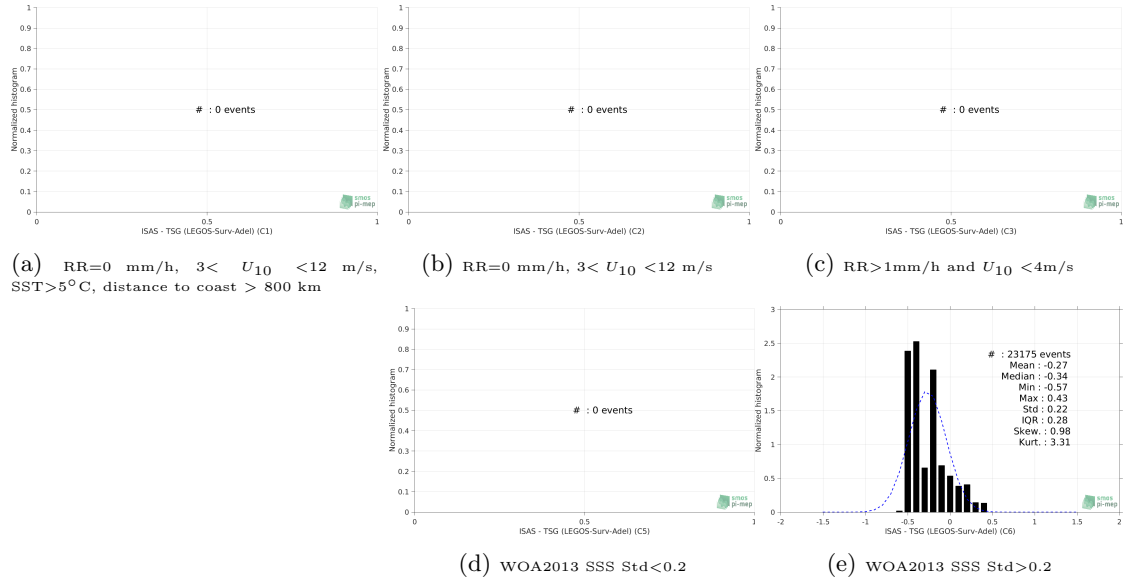 1
0.9
0.8
0.7
0.6
0.5
0.4
0.3
0.2
0.1
0
Normalized histogram
# : 0 events
smos
pi-mep
0 0.5 1
ISAS - TSG (LEGOS-Surv-Adel) (C1)
(a) RR=0 mm/h, 3< U10 <12 m/s,
SST>5°C, distance to coast > 800 km
1
0.9
0.8
0.7
0.6
0.5
0.4
0.3
0.2
0.1
0
Normalized histogram
# : 0 events
smos
pi-mep
0 0.5 1
ISAS - TSG (LEGOS-Surv-Adel) (C2)
(b) RR=0 mm/h, 3< U10 <12 m/s
1
0.9
0.8
0.7
0.6
0.5
0.4
0.3
0.2
0.1
0
Normalized histogram
# : 0 events
smos
pi-mep
0 0.5 1
ISAS - TSG (LEGOS-Surv-Adel) (C3)
(c) RR>1mm/h and U10 <4m/s
1
0.9
0.8
0.7
0.6
0.5
0.4
0.3
0.2
0.1
0
Normalized histogram
# : 0 events
smos
pi-mep
0 0.5 1
ISAS - TSG (LEGOS-Surv-Adel) (C5)
(d) WOA2013 SSS Std<0.2
3
2.5
2
1.5
1
0.5
0
Normalized histogram
# : 23175 events
Mean : -0.27
Median : -0.34
Min : -0.57
Max : 0.43
Std : 0.22
IQR : 0.28
Skew. : 0.98
Kurt. : 3.31
smos
pi-mep
-2 -1.5 -1 -0.5 0 0.5 1 1.5 2
ISAS - TSG (LEGOS-Surv-Adel) (C6)
(e) WOA2013 SSS Std>0.2